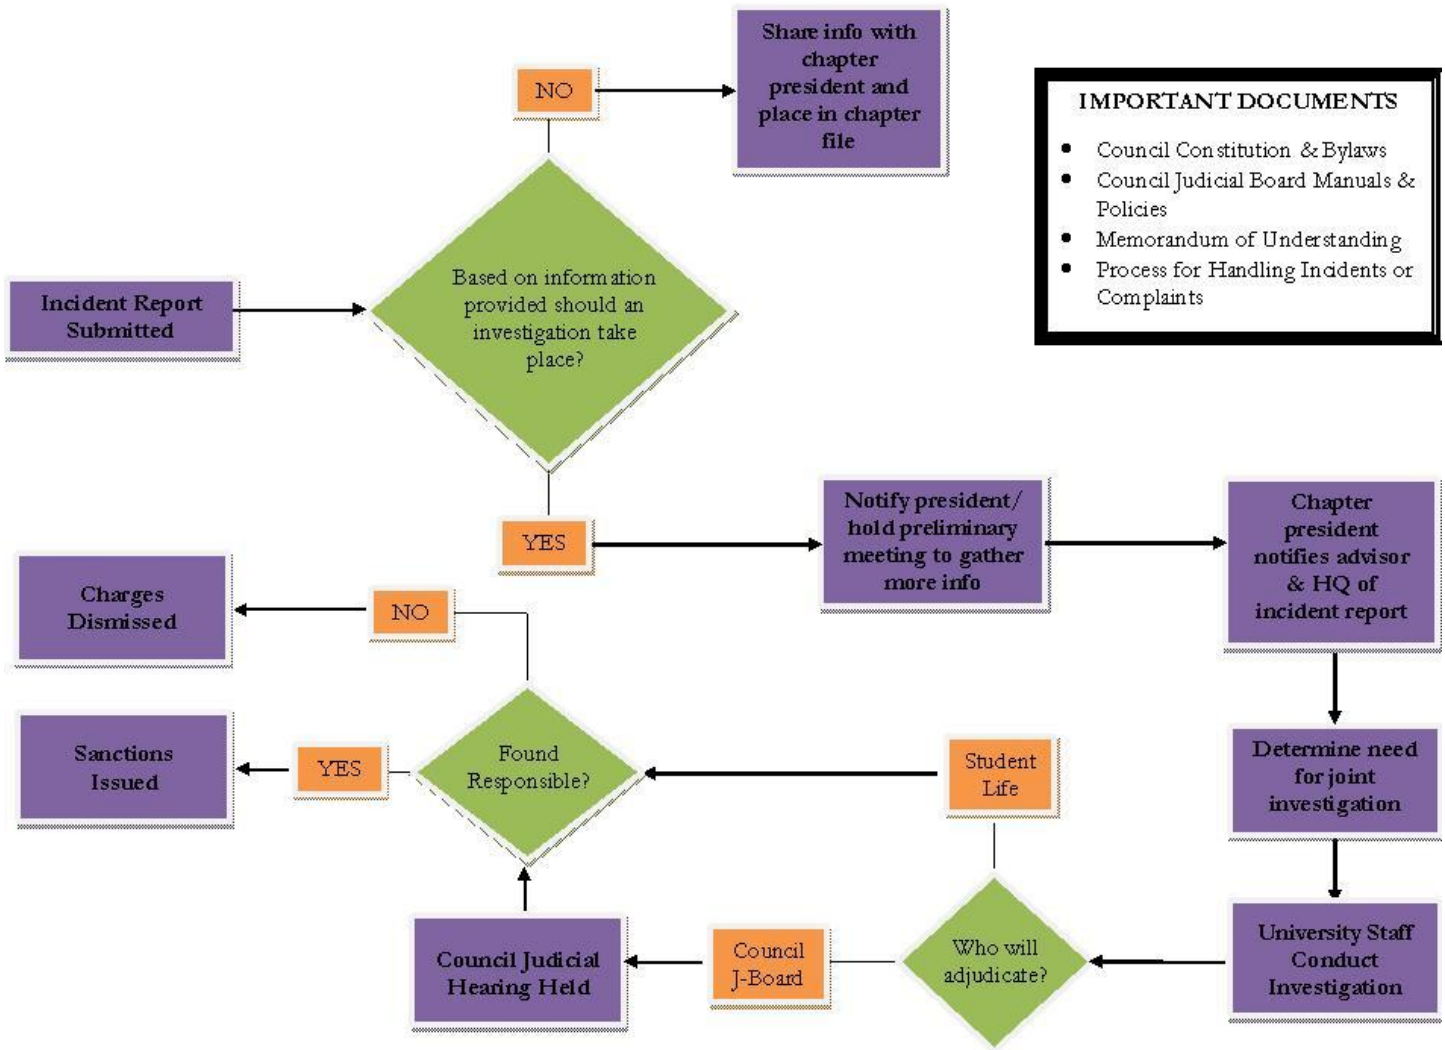 Share info with
chapter
president and
place in chapter
file
NO
IMPORTANT DOCUMENTS
• Council Constitution & Bylaws
• Council Judicial Board Manuals &
Policies
• Memorandum of Understanding
• Process for Handling Incidents or
Complaints
Incident Report
Submitted
Based on information
provided should an
investigation take
place?
YES
Notify president/
hold preliminary
meeting to gather
more info
Chapter
president
notifies advisor
& HQ of
incident report
Charges
Dismissed
NO
Sanctions
Issued
YES
Found
Responsible?
Student
Life
Determine need
for joint
investigation
Council Judicial
Hearing Held
Council
J-Board
Who will
adjudicate?
University Staff
Conduct
Investigation